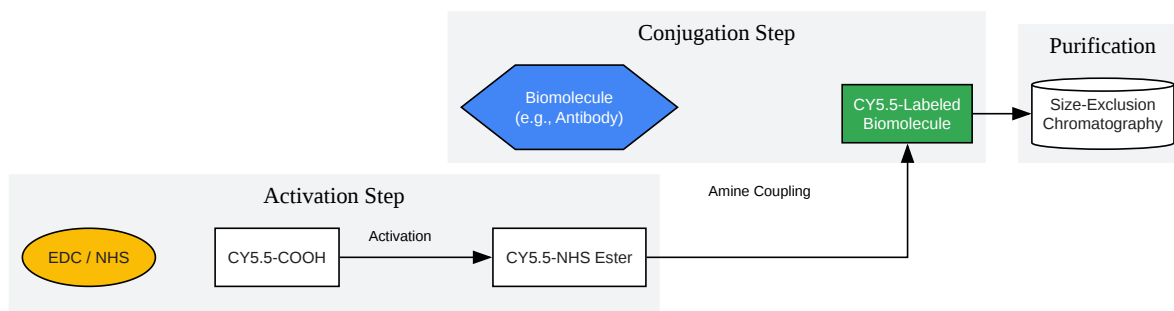 Conjugation Step
Purification
Biomolecule
(e.g., Antibody)
CY5.5-Labeled
Biomolecule
Size-Exclusion
Chromatography
Activation Step
Amine Coupling
EDC / NHS
CY5.5-COOH
Activation
CY5.5-NHS Ester